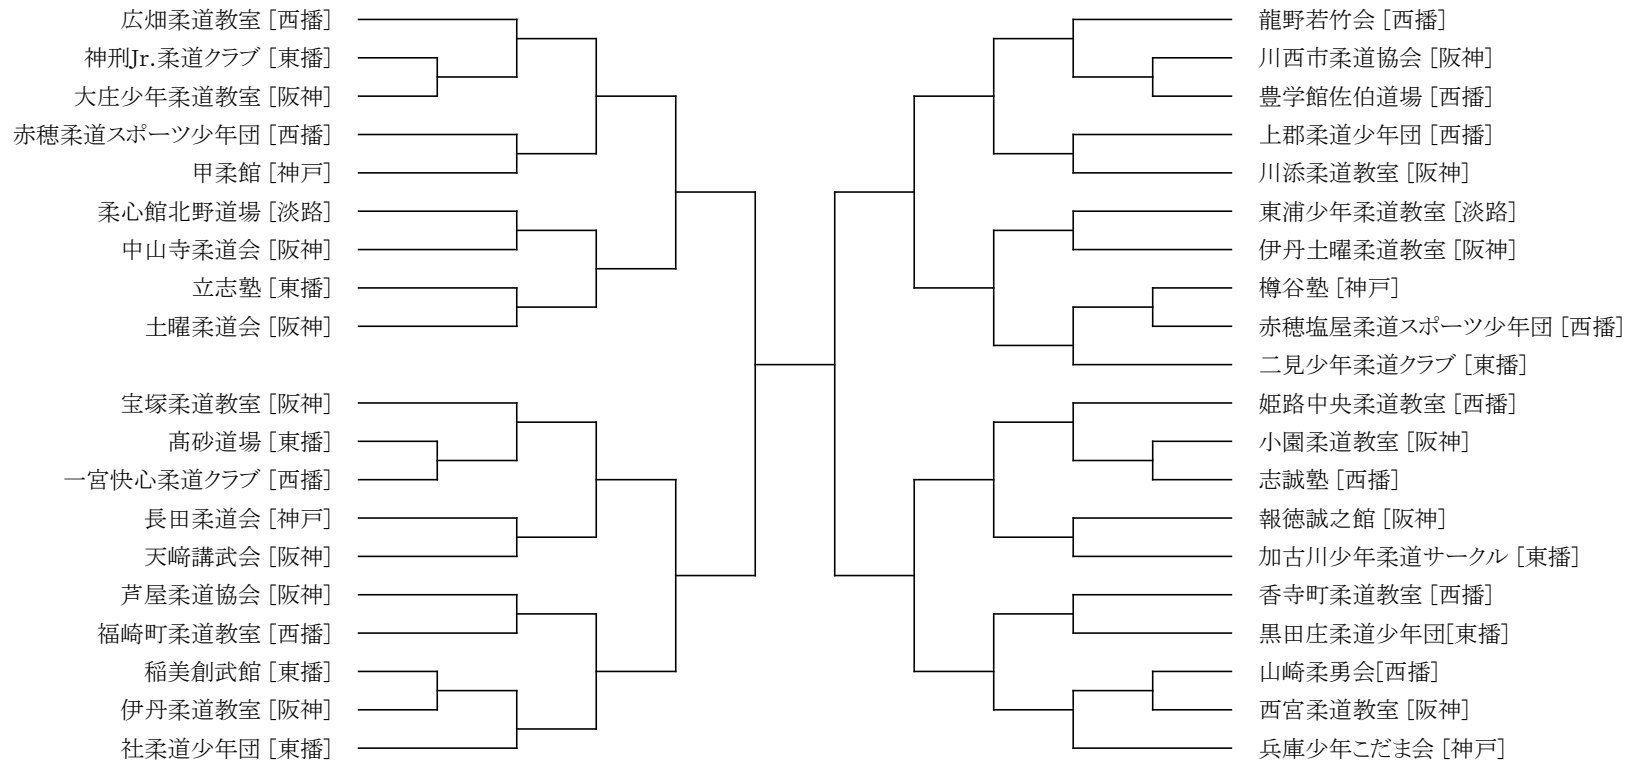 広畑柔道教室 [西播]
神刑Jr.柔道クラブ [東播]
大庄少年柔道教室 [阪神]
赤穂柔道スポーツ少年団 [西播]
甲柔館 [神戸]
柔心館北野道場 [淡路]
中山寺柔道会 [阪神]
立志塾 [東播]
土曜柔道会 [阪神]
宝塚柔道教室 [阪神]
髙砂道場 [東播]
一宮快心柔道クラブ [西播]
長田柔道会 [神戸]
天﨑講武会 [阪神]
芦屋柔道協会 [阪神]
福崎町柔道教室 [西播]
稲美創武館 [東播]
伊丹柔道教室 [阪神]
社柔道少年団 [東播]
龍野若竹会 [西播]
川西市柔道協会 [阪神]
豊学館佐伯道場 [西播]
上郡柔道少年団 [西播]
川添柔道教室 [阪神]
東浦少年柔道教室 [淡路]
伊丹土曜柔道教室 [阪神]
樽谷塾 [神戸]
赤穂塩屋柔道スポーツ少年団 [西播]
二見少年柔道クラブ [東播]
姫路中央柔道教室 [西播]
小園柔道教室 [阪神]
志誠塾 [西播]
報徳誠之館 [阪神]
加古川少年柔道サークル [東播]
香寺町柔道教室 [西播]
黒田庄柔道少年団[東播]
山崎柔勇会[西播]
西宮柔道教室 [阪神]
兵庫少年こだま会 [神戸]